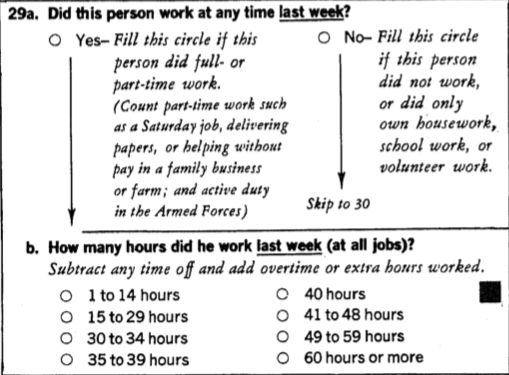 29a. Did this person work at any time last week?
Yes– Fill this circle if this
person did full- or
part-time work.
(Count part-time work such
as a Saturday job, delivering
papers, or helping without
pay in a family business
or farm; and active duty
in the Armed Forces)
No– Fill this circle
if this person
did not work,
or did only
own housework,
school work, or
volunteer work.
Skip to 30
b. How many hours did he work last week (at all jobs)?
Subtract any time off and add overtime or extra hours worked.
1 to 14 hours
15 to 29 hours
30 to 34 hours
35 to 39 hours
40 hours
41 to 48 hours
49 to 59 hours
60 hours or more